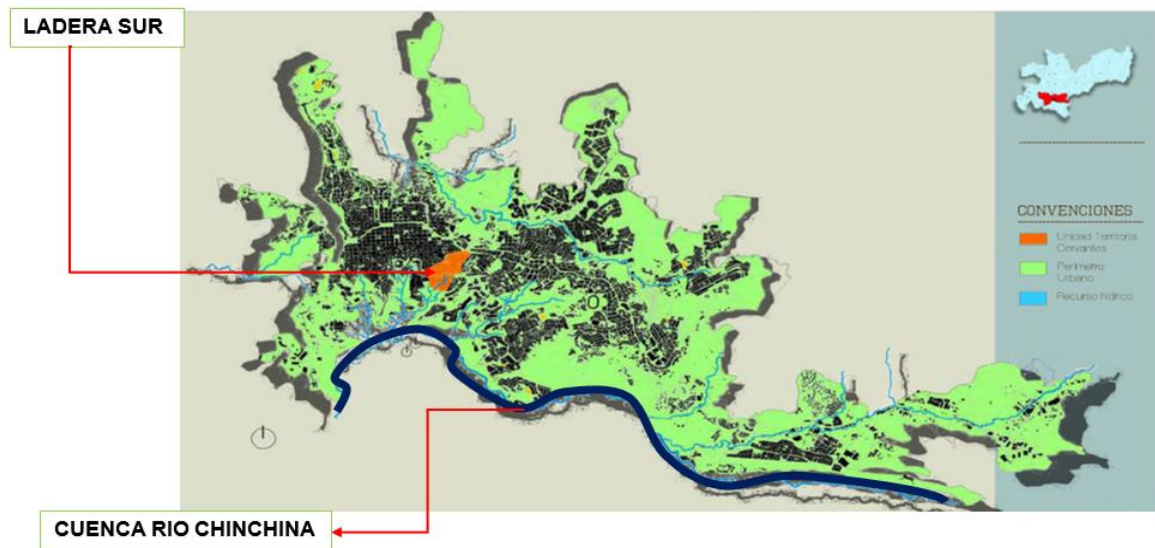 LADERA SUR
CONVENCIONES
Unidad Territorial
Cervantes
Perímetro
Urbano
Recurso hídrico
CUENCA RIO CHINCHINA